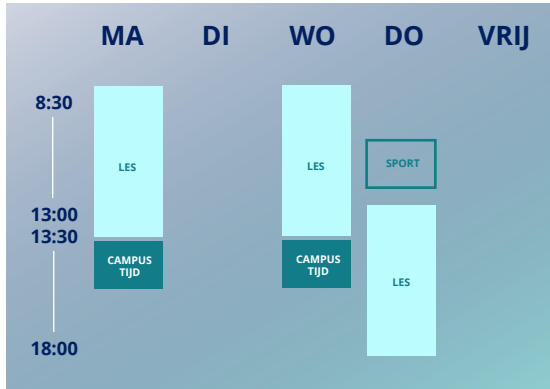 MA DI WO DO VRIJ
8:30
LES
LES
SPORT
13:00
13:30
CAMPUS
TIJD
CAMPUS
TIJD
LES
18:00